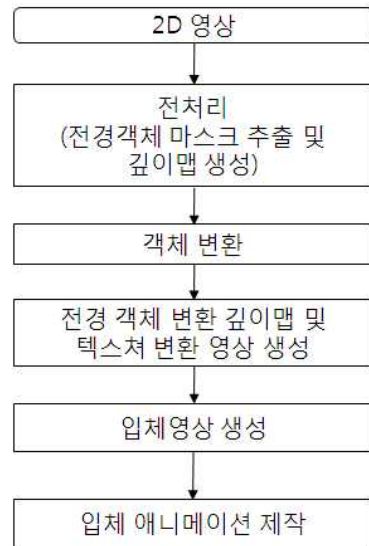 2D 영상
전처리
(전경객체 마스크 추출 및
깊이맵 생성)
객체 변환
전경 객체 변환 깊이맵 및
텍스쳐 변환 영상 생성
입체영상 생성
입체 애니메이션 제작